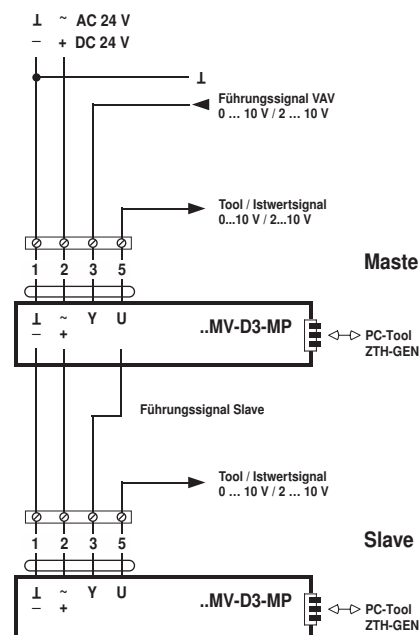 ⊥ ~ AC 24 V
– + DC 24 V
⊥
Führungssignal VAV
0 ... 10 V / 2 ... 10 V
Tool / Istwertsignal
0...10 V / 2...10 V
1 2 3 5
Maste
⊥ ~ Y U
– +
..MV-D3-MP
PC-Tool
ZTH-GEN
Führungssignal Slave
Tool / Istwertsignal
0 ... 10 V / 2 ... 10 V
1 2 3 5
Slave
⊥ ~ Y U
– +
..MV-D3-MP
PC-Tool
ZTH-GEN